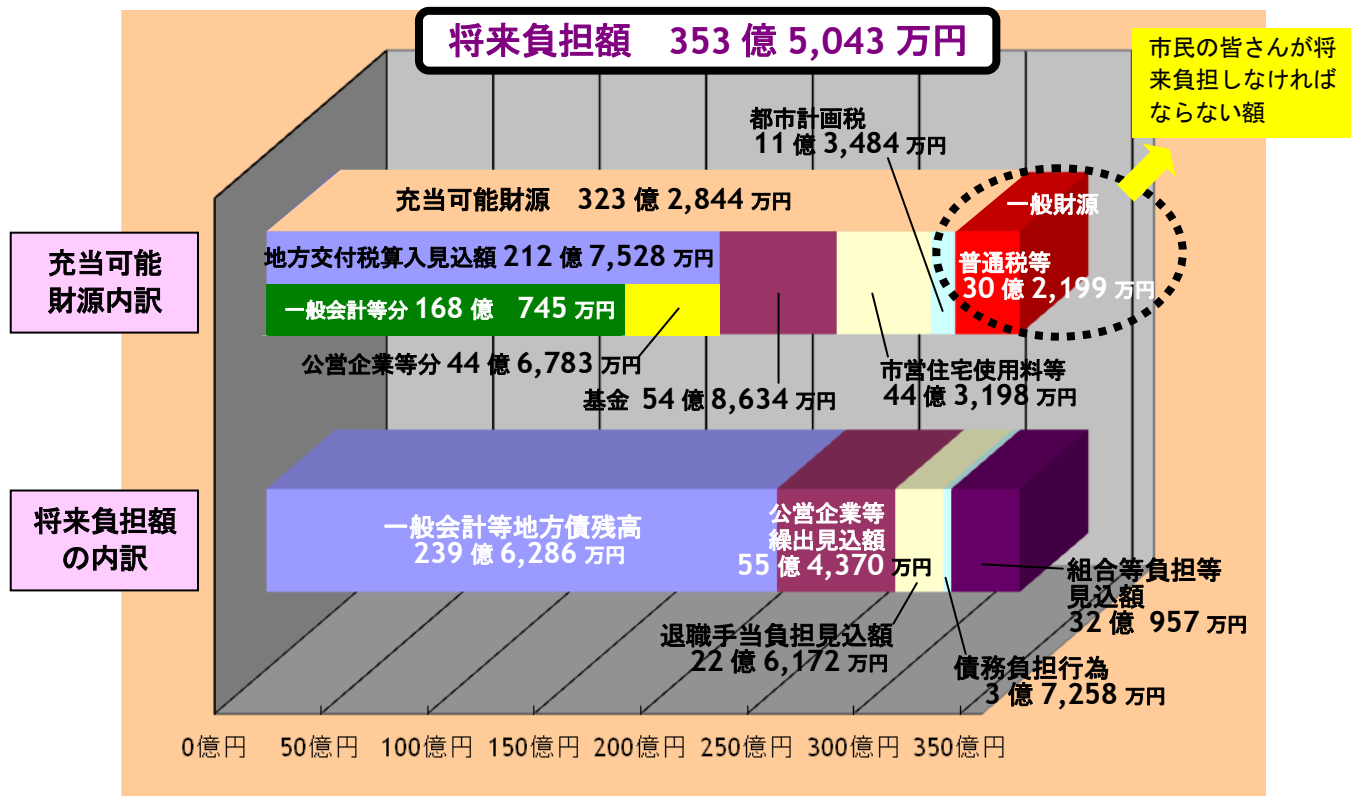 将来負担額　353 億 5,043 万円
市民の皆さんが将
来負担しなければ
ならない額
都市計画税
11 億 3,484 万円
充当可能財源　323 億 2,844 万円
一般財源
充当可能
財源内訳
地方交付税算入見込額 212 億 7,528 万円
普通税等
30 億 2,199 万円
一般会計等分 168 億　745 万円
公営企業等分 44 億 6,783 万円
基金 54 億 8,634 万円
市営住宅使用料等
44 億 3,198 万円
将来負担額
の内訳
一般会計等地方債残高
239 億 6,286 万円
公営企業等
繰出見込額
55 億 4,370 万円
組合等負担等
見込額
32 億 957 万円
退職手当負担見込額
22 億 6,172 万円
債務負担行為
3 億 7,258 万円
0億円 50億円 100億円 150億円 200億円 250億円 300億円 350億円